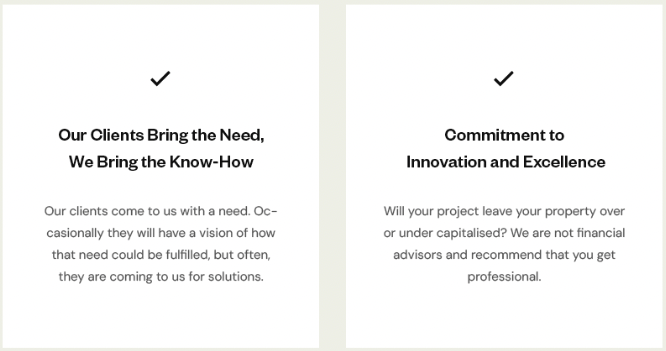 Our Clients Bring the Need,
We Bring the Know-How
Our clients come to us with a need. Oc-
casionally they will have a vision of how
that need could be fulfilled, but often,
they are coming to us for solutions.
Commitment to
Innovation and Excellence
Will your project leave your property over
or under capitalised? We are not financial
advisors and recommend that you get
professional.